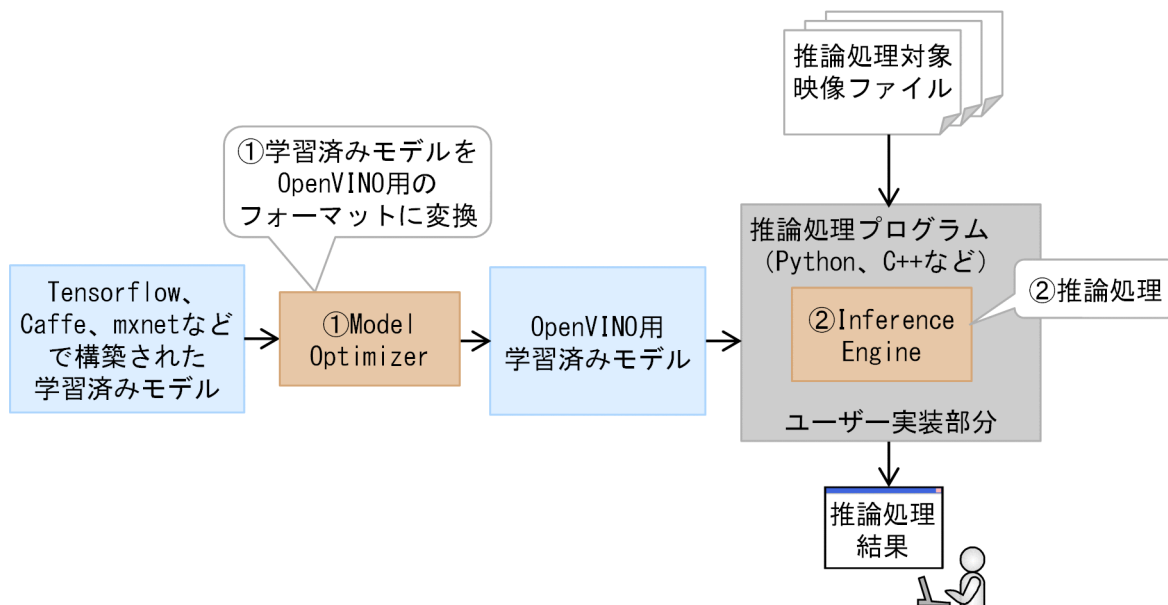 推論処理対象
映像ファイル
①学習済みモデルを
OpenVINO用の
フォーマットに変換
推論処理プログラム
(Python、C++など)
Tensorflow、
Caffe、mxnetなど
で構築された
学習済みモデル
①Model
Optimizer
OpenVINO用
学習済みモデル
②Inference
Engine
②推論処理
ユーザー実装部分
推論処理
結果